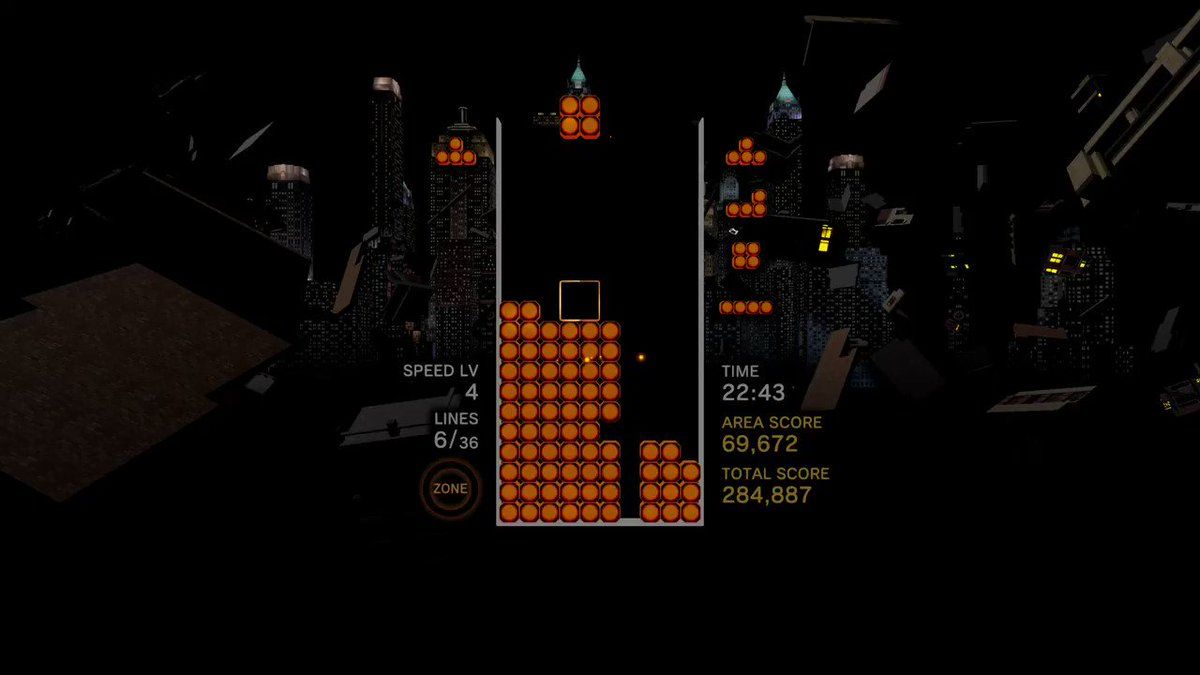 SPEED LV
4
LINES
6/36
ZONE
TIME
22:43
AREA SCORE
69,672
TOTAL SCORE
284,887